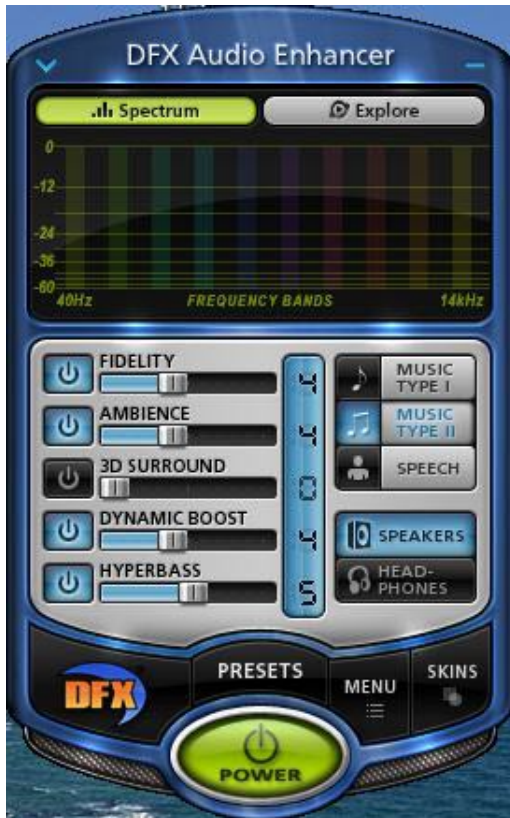 DFX Audio Enhancer
Spectrum
Explore
0
-12
-24
-36
-60
40Hz FREQUENCY BANDS 14kHz
FIDELITY
4
AMBIENCE
4
3D SURROUND
0
DYNAMIC BOOST
4
HYPERBASS
5
MUSIC
TYPE I
MUSIC
TYPE II
SPEECH
SPEAKERS
HEAD-
PHONES
DFX
PRESETS
MENU
SKINS
POWER